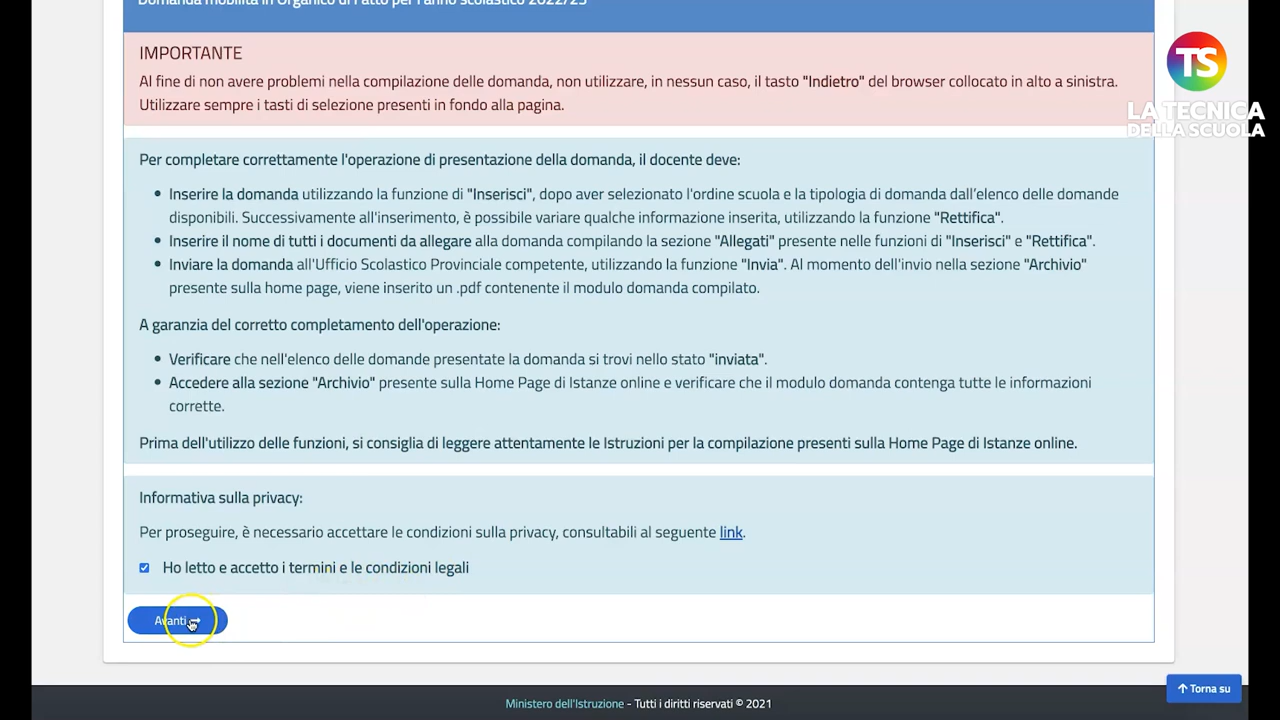 Domanda mobilità in Organico di Fatto per l'anno scolastico 2022/23
IMPORTANTE
Al fine di non avere problemi nella compilazione delle domanda, non utilizzare, in nessun caso, il tasto "Indietro" del browser collocato in alto a sinistra.
Utilizzare sempre i tasti di selezione presenti in fondo alla pagina.
TS
LA TECNICA
DELLA SCUOLA
Per completare correttamente l'operazione di presentazione della domanda, il docente deve:
• Inserire la domanda utilizzando la funzione di "Inserisci", dopo aver selezionato l'ordine scuola e la tipologia di domanda dall'elenco delle domande
disponibili. Successivamente all'inserimento, è possibile variare qualche informazione inserita, utilizzando la funzione "Rettifica".
• Inserire il nome di tutti i documenti da allegare alla domanda compilando la sezione "Allegati" presente nelle funzioni di "Inserisci" e "Rettifica".
• Inviare la domanda all'Ufficio Scolastico Provinciale competente, utilizzando la funzione "Invia". Al momento dell'invio nella sezione "Archivio"
presente sulla home page, viene inserito un .pdf contenente il modulo domanda compilato.
A garanzia del corretto completamento dell'operazione:
• Verificare che nell'elenco delle domande presentate la domanda si trovi nello stato "inviata".
• Accedere alla sezione "Archivio" presente sulla Home Page di Istanze online e verificare che il modulo domanda contenga tutte le informazioni
corrette.
Prima dell'utilizzo delle funzioni, si consiglia di leggere attentamente le Istruzioni per la compilazione presenti sulla Home Page di Istanze online.
Informativa sulla privacy:
Per proseguire, è necessario accettare le condizioni sulla privacy, consultabili al seguente link.
Ho letto e accetto i termini e le condizioni legali
Avanti
Torna su
Ministero dell'Istruzione - Tutti i diritti riservati © 2021